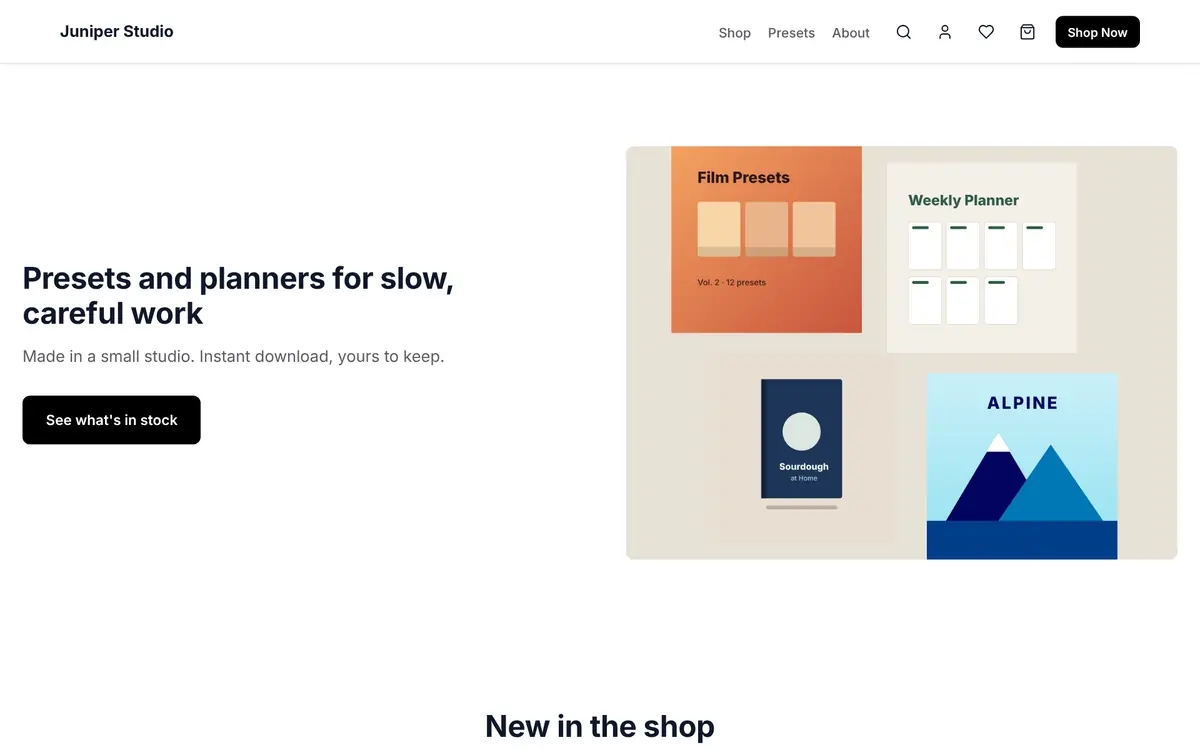 Juniper Studio
Shop
Presets
About
Shop Now
Presets and planners for slow,
careful work
Made in a small studio. Instant download, yours to keep.
See what's in stock
Film Presets
Vol. 2 · 12 presets
Weekly Planner
Sourdough
at Home
ALPINE
New in the shop